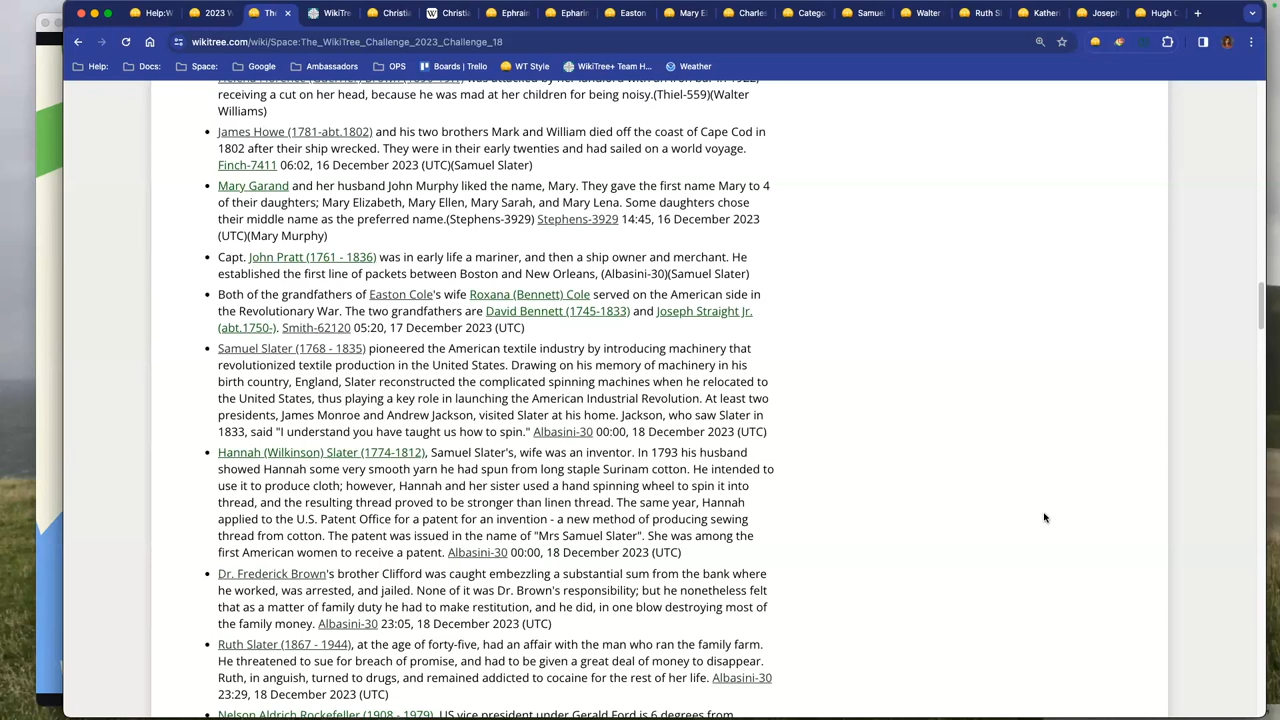 Help:W
2023 W
The
WikiTre
Christia
Christia
Ephrain
Epharin
Easton
Mary El
Charles
Catego
Samuel
Walter
Ruth Sl
Katheri
Joseph
Hugh C
wikitree.com/wiki/Space:The_WikiTree_Challenge_2023_Challenge_18
Help:
Docs:
Space:
Google
Ambassadors
OPS
Boards | Trello
WT Style
WikiTree+ Team H...
Weather
receiving a cut on her head, because he was mad at her children for being noisy.(Thiel-559)(Walter
Williams)
• James Howe (1781-abt.1802) and his two brothers Mark and William died off the coast of Cape Cod in
1802 after their ship wrecked. They were in their early twenties and had sailed on a world voyage.
Finch-7411 06:02, 16 December 2023 (UTC)(Samuel Slater)
• Mary Garand and her husband John Murphy liked the name, Mary. They gave the first name Mary to 4
of their daughters; Mary Elizabeth, Mary Ellen, Mary Sarah, and Mary Lena. Some daughters chose
their middle name as the preferred name.(Stephens-3929) Stephens-3929 14:45, 16 December 2023
(UTC)(Mary Murphy)
• Capt. John Pratt (1761 - 1836) was in early life a mariner, and then a ship owner and merchant. He
established the first line of packets between Boston and New Orleans, (Albasini-30)(Samuel Slater)
• Both of the grandfathers of Easton Cole's wife Roxana (Bennett) Cole served on the American side in
the Revolutionary War. The two grandfathers are David Bennett (1745-1833) and Joseph Straight Jr.
(abt.1750-). Smith-62120 05:20, 17 December 2023 (UTC)
• Samuel Slater (1768 - 1835) pioneered the American textile industry by introducing machinery that
revolutionized textile production in the United States. Drawing on his memory of machinery in his
birth country, England, Slater reconstructed the complicated spinning machines when he relocated to
the United States, thus playing a key role in launching the American Industrial Revolution. At least two
presidents, James Monroe and Andrew Jackson, visited Slater at his home. Jackson, who saw Slater in
1833, said "I understand you have taught us how to spin." Albasini-30 00:00, 18 December 2023 (UTC)
• Hannah (Wilkinson) Slater (1774-1812), Samuel Slater's, wife was an inventor. In 1793 his husband
showed Hannah some very smooth yarn he had spun from long staple Surinam cotton. He intended to
use it to produce cloth; however, Hannah and her sister used a hand spinning wheel to spin it into
thread, and the resulting thread proved to be stronger than linen thread. The same year, Hannah
applied to the U.S. Patent Office for a patent for an invention - a new method of producing sewing
thread from cotton. The patent was issued in the name of "Mrs Samuel Slater". She was among the
first American women to receive a patent. Albasini-30 00:00, 18 December 2023 (UTC)
• Dr. Frederick Brown's brother Clifford was caught embezzling a substantial sum from the bank where
he worked, was arrested, and jailed. None of it was Dr. Brown's responsibility; but he nonetheless felt
that as a matter of family duty he had to make restitution, and he did, in one blow destroying most of
the family money. Albasini-30 23:05, 18 December 2023 (UTC)
• Ruth Slater (1867 - 1944), at the age of forty-five, had an affair with the man who ran the family farm.
He threatened to sue for breach of promise, and had to be given a great deal of money to disappear.
Ruth, in anguish, turned to drugs, and remained addicted to cocaine for the rest of her life. Albasini-30
23:29, 18 December 2023 (UTC)
• Nelson Aldrich Rockefeller (1908 - 1979), US vice president under Gerald Ford is 6 degrees from